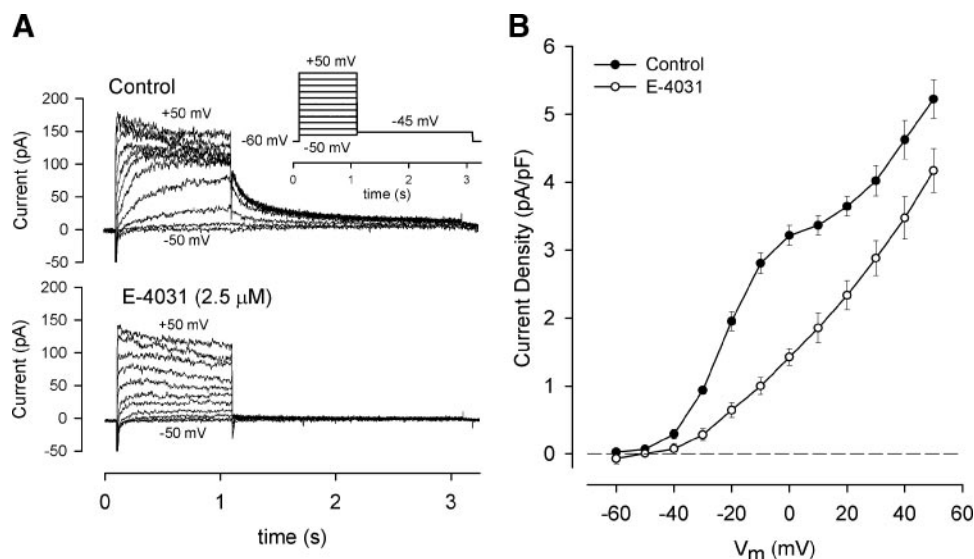 A
Control
200
150
100
50
0
-50
Current (pA)
+50 mV
-50 mV
+50 mV
-60 mV
-50 mV
-45 mV
0 1 2 3
time (s)
E-4031 (2.5 μM)
200
150
100
50
0
-50
Current (pA)
+50 mV
-50 mV
0 1 2 3
time (s)
B
Control
E-4031
6
5
4
3
2
1
0
Current Density (pA/pF)
-60 -40 -20 0 20 40 60
Vm (mV)